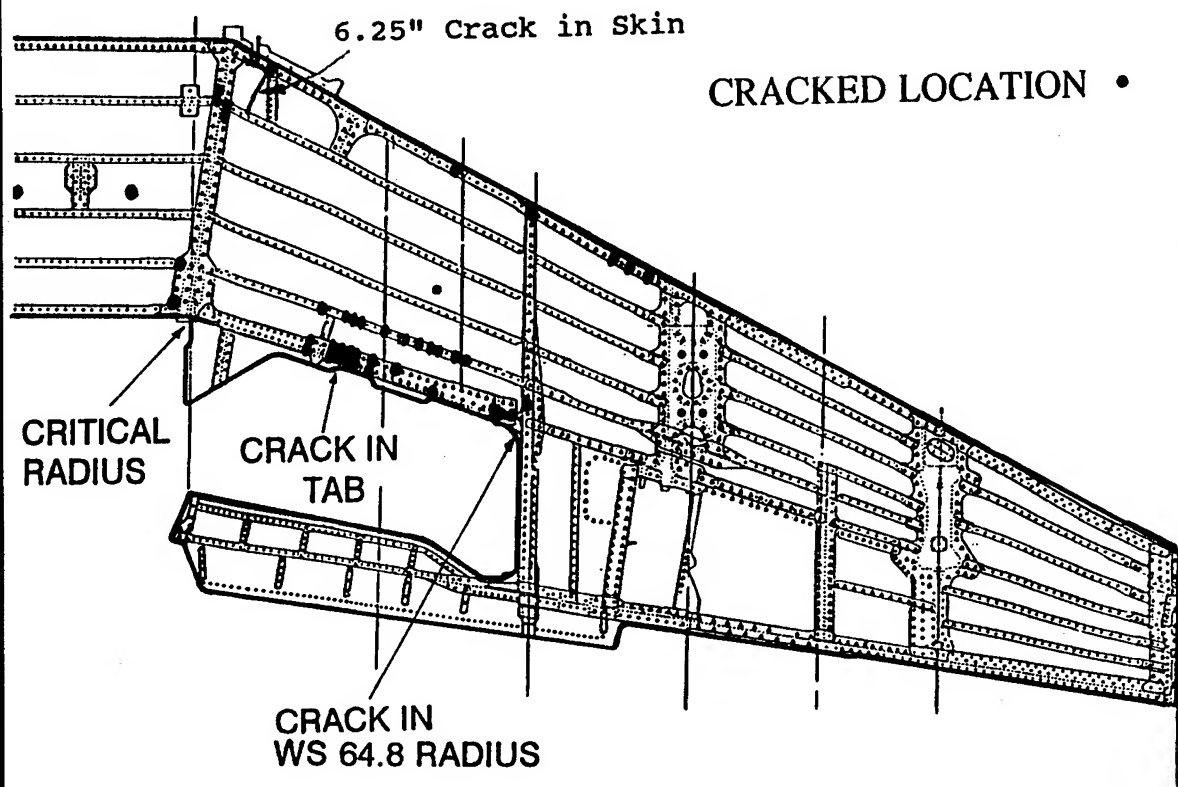 6.25" Crack in Skin
CRACKED LOCATION •
CRITICAL
RADIUS
CRACK IN
TAB
CRACK IN
WS 64.8 RADIUS